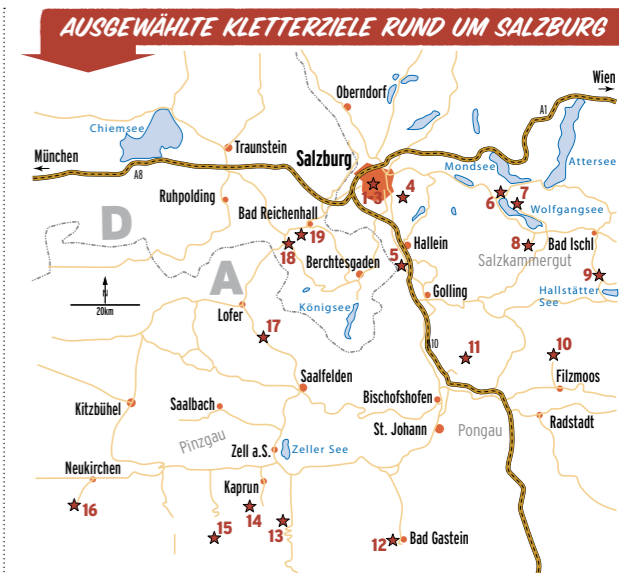 AUSGEWÄHLTE KLETTERZIELE RUND UM SALZBURG
Wien
Oberndorf
A1
Chiemsee
Traunstein
Salzburg
Mondsee
Attersee
München
A8
1-3
4
6
7
Ruhpolding
Wolfgangsee
Bad Reichenhall
D
19
18
Hallein
8
Bad Ischl
Berchtesgaden
5
Salzkammergut
9
A
N
20km
Königsee
Golling
Hallstätter
See
Lofer
17
A10
11
10
Saalfelden
Filzmoos
Kitzbühel
Saalbach
Bischofshofen
Radstadt
St. Johann
Pongau
Pinzgau
Zell a.S.
Zeller See
Neukirchen
Kaprun
16
14
15
13
12
Bad Gastein